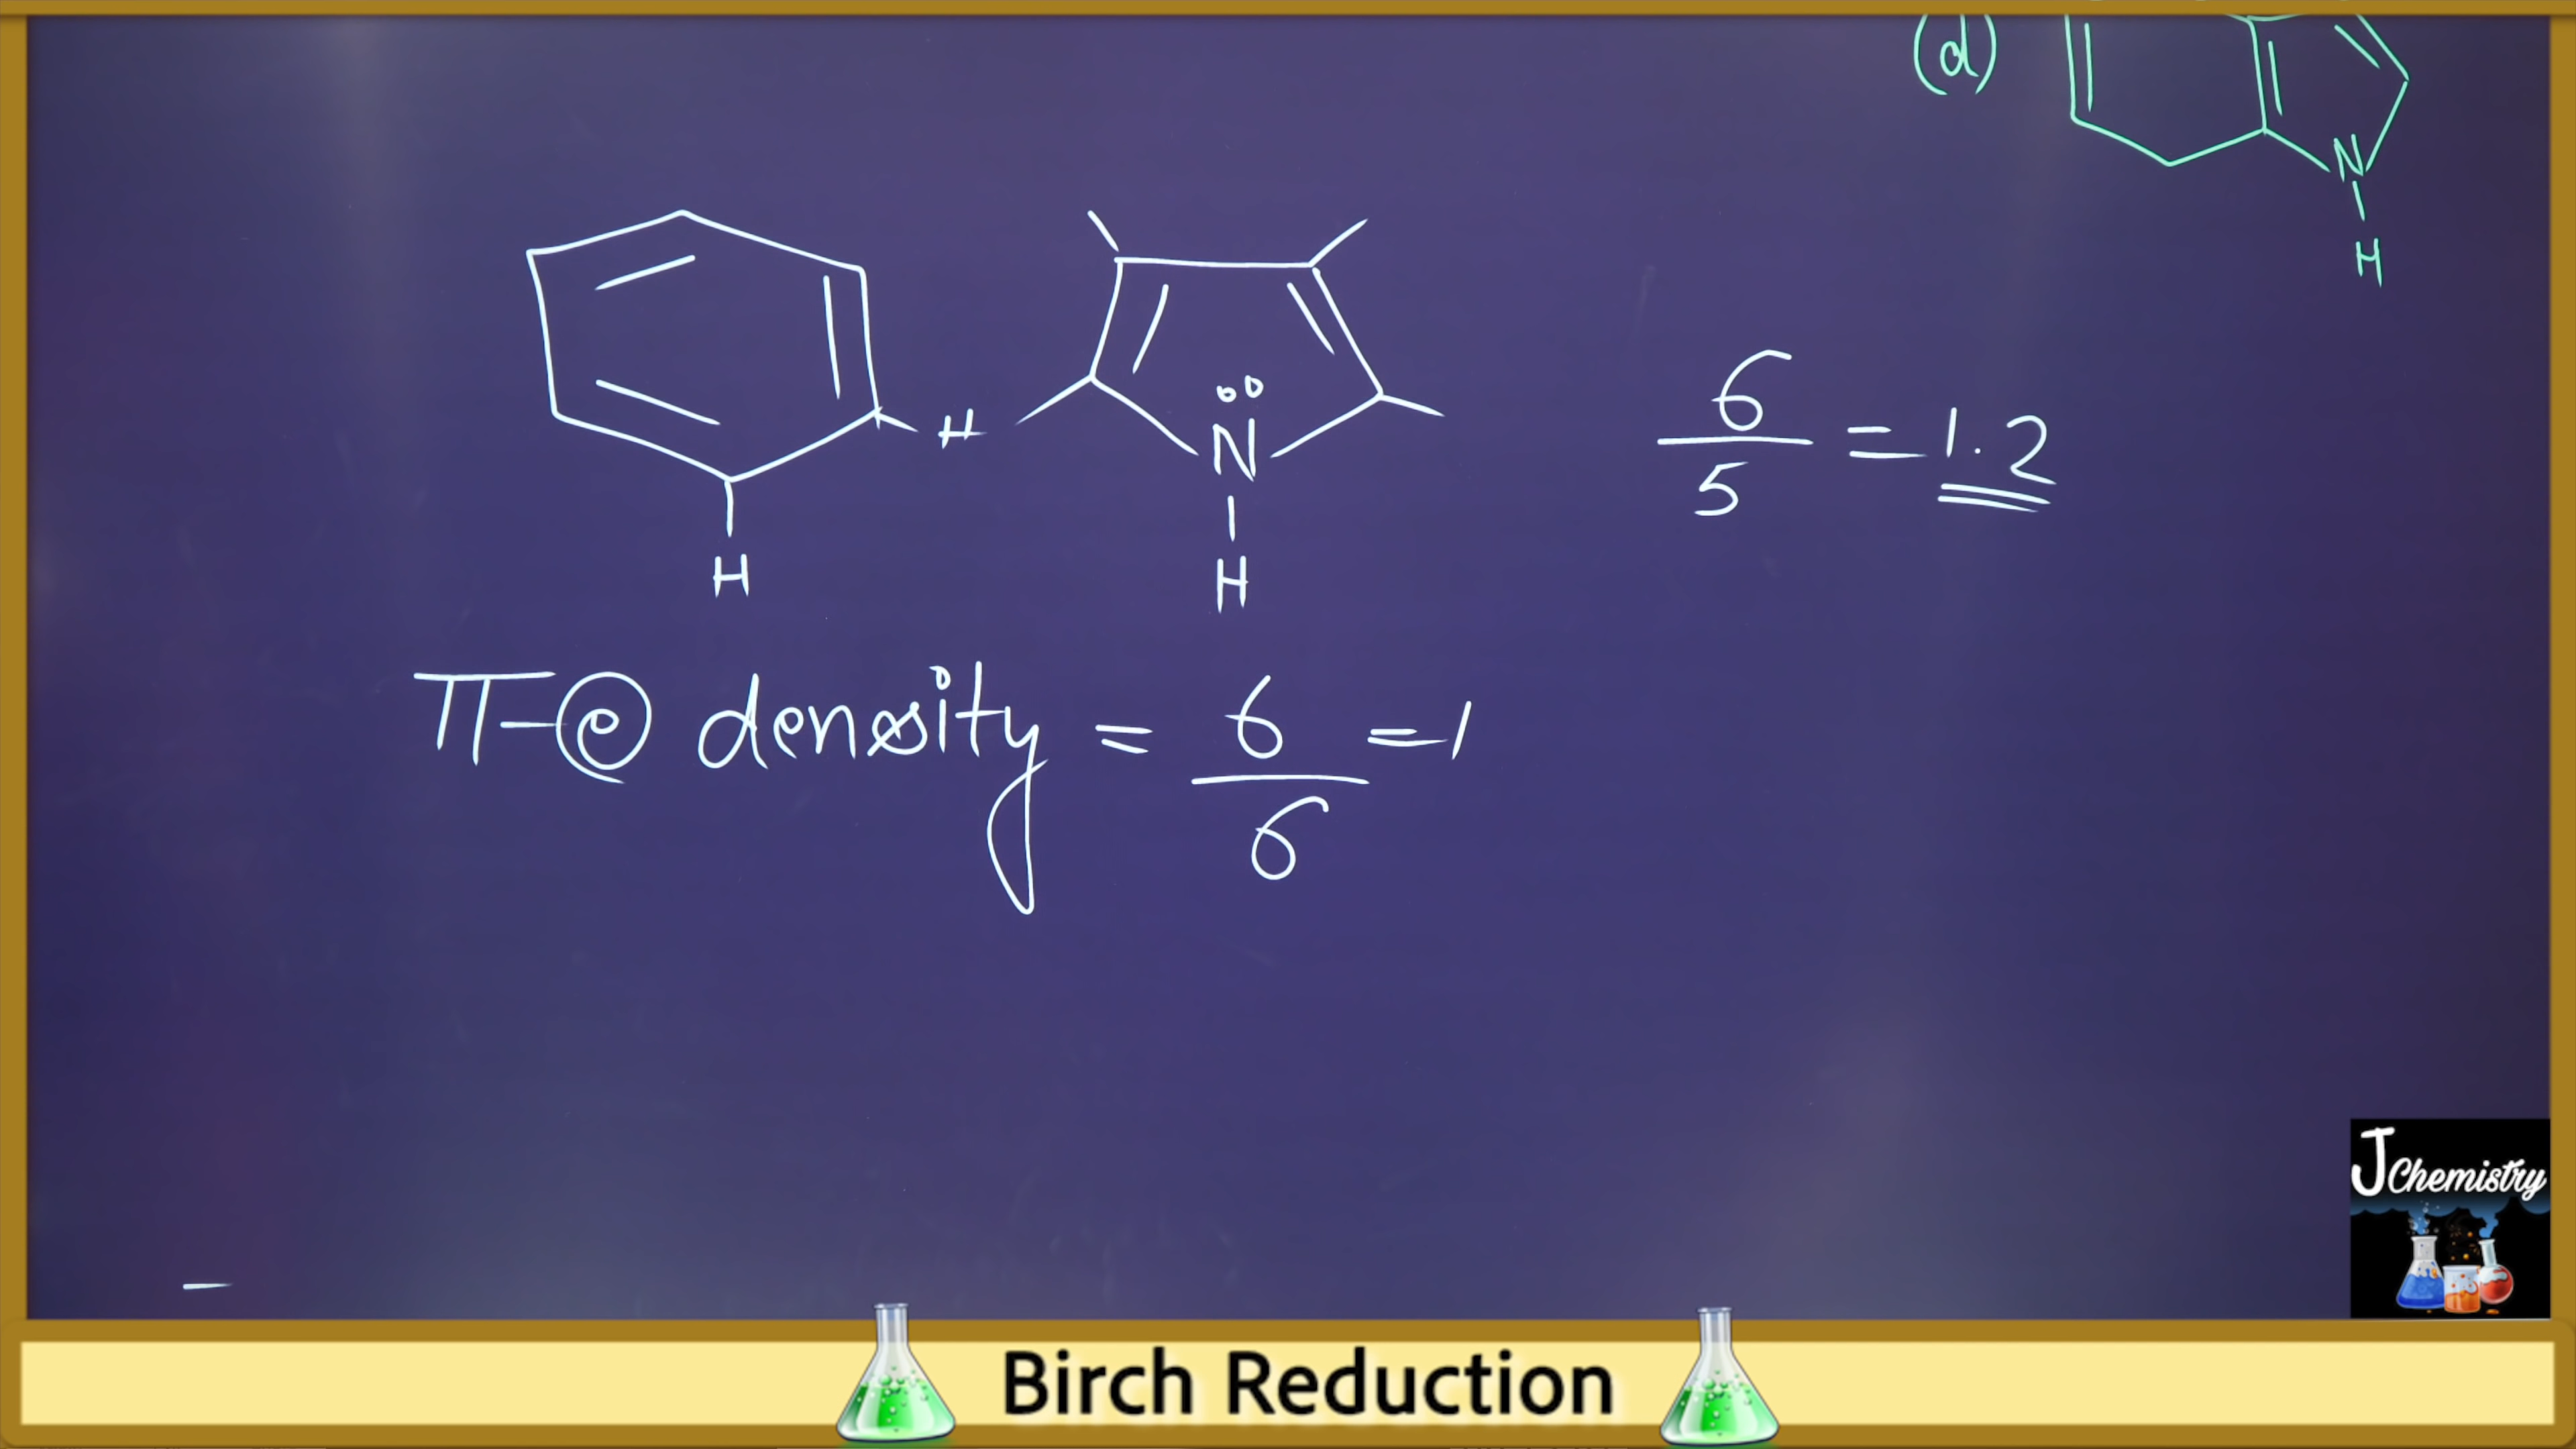 (d)
N
H
H
N
H
H
6/5 = 1.2
π-e density = 6/6 = 1
JChemistry
Birch Reduction